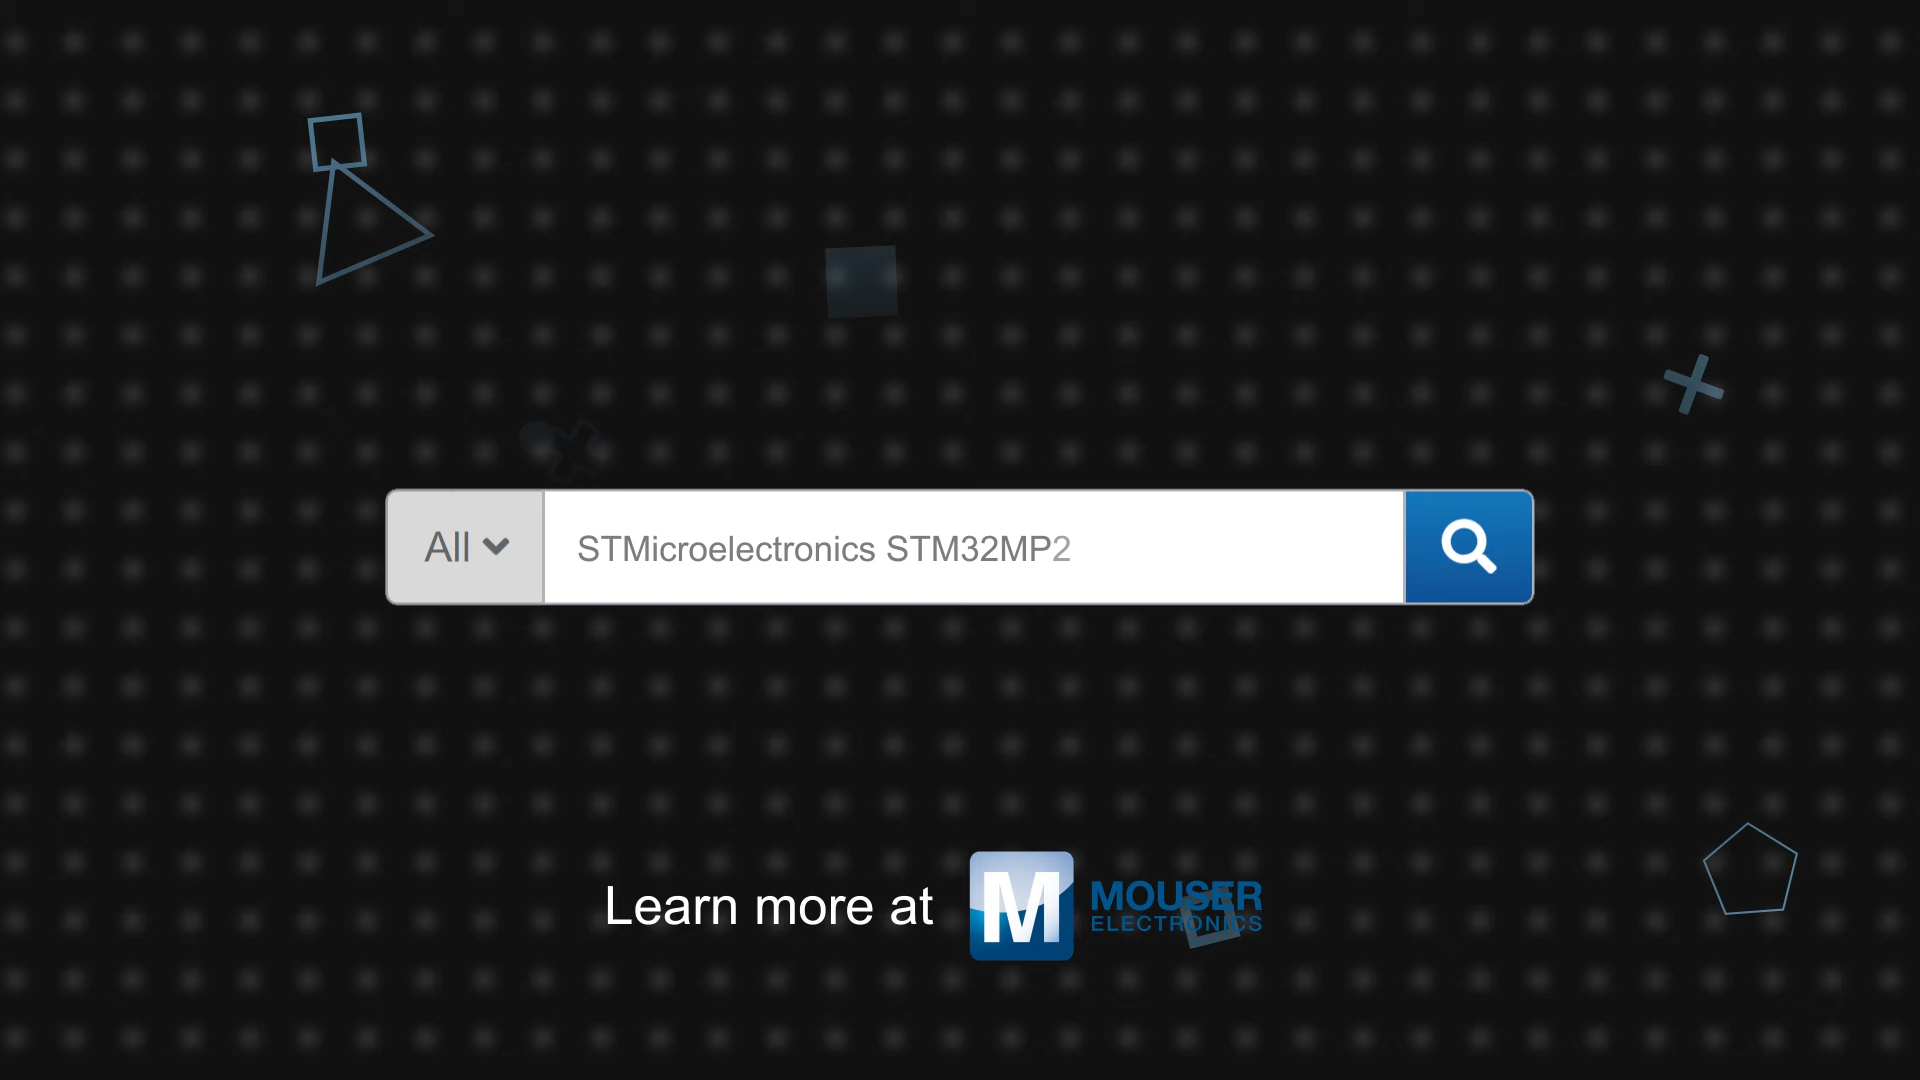 All
STMicroelectronics STM32MP2
Learn more at
M
MOUSER
ELECTRONICS